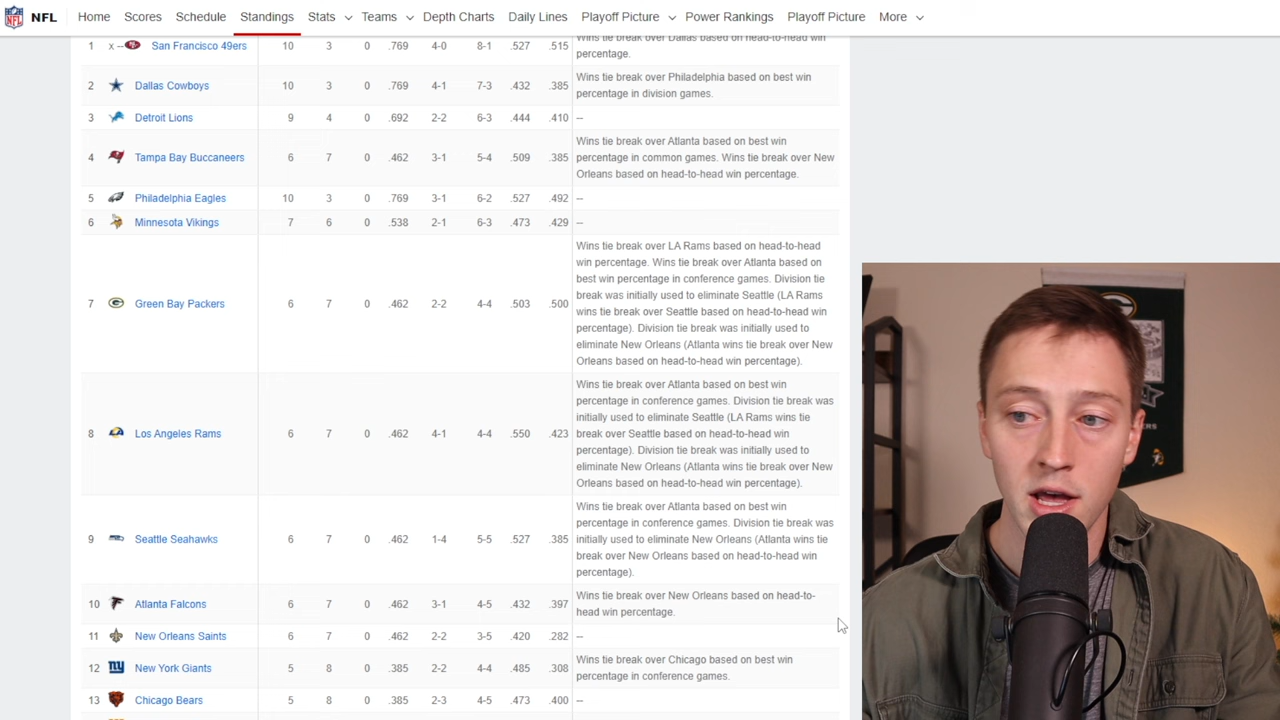 NFL Home Scores Schedule Standings Stats Teams Depth Charts Daily Lines Playoff Picture Power Rankings Playoff Picture More
Wins tie break over Dallas based on head-to-head win
percentage.
1 x -- San Francisco 49ers 10 3 0 .769 4-0 8-1 .527 .515
2 Dallas Cowboys 10 3 0 .769 4-1 7-3 .432 .385
Wins tie break over Philadelphia based on best win
percentage in division games.
3 Detroit Lions 9 4 0 .692 2-2 6-3 .444 .410 --
4 Tampa Bay Buccaneers 6 7 0 .462 3-1 5-4 .509 .385
Wins tie break over Atlanta based on best win
percentage in common games. Wins tie break over New
Orleans based on head-to-head win percentage.
5 Philadelphia Eagles 10 3 0 .769 3-1 6-2 .527 .492 --
6 Minnesota Vikings 7 6 0 .538 2-1 6-3 .473 .429 --
7 Green Bay Packers 6 7 0 .462 2-2 4-4 .503 .500
Wins tie break over LA Rams based on head-to-head
win percentage. Wins tie break over Atlanta based on
best win percentage in conference games. Division tie
break was initially used to eliminate Seattle (LA Rams
wins tie break over Seattle based on head-to-head win
percentage). Division tie break was initially used to
eliminate New Orleans (Atlanta wins tie break over New
Orleans based on head-to-head win percentage).
8 Los Angeles Rams 6 7 0 .462 4-1 4-4 .550 .423
Wins tie break over Atlanta based on best win
percentage in conference games. Division tie break was
initially used to eliminate Seattle (LA Rams wins tie
break over Seattle based on head-to-head win
percentage). Division tie break was initially used to
eliminate New Orleans (Atlanta wins tie break over New
Orleans based on head-to-head win percentage).
9 Seattle Seahawks 6 7 0 .462 1-4 5-5 .527 .385
Wins tie break over Atlanta based on best win
percentage in conference games. Division tie break was
initially used to eliminate New Orleans (Atlanta wins tie
break over New Orleans based on head-to-head win
percentage).
10 Atlanta Falcons 6 7 0 .462 3-1 4-5 .432 .397
Wins tie break over New Orleans based on head-to-
head win percentage.
11 New Orleans Saints 6 7 0 .462 2-2 3-5 .420 .282 --
12 New York Giants 5 8 0 .385 2-2 4-4 .485 .308
Wins tie break over Chicago based on best win
percentage in conference games.
13 Chicago Bears 5 8 0 .385 2-3 4-5 .473 .400 --